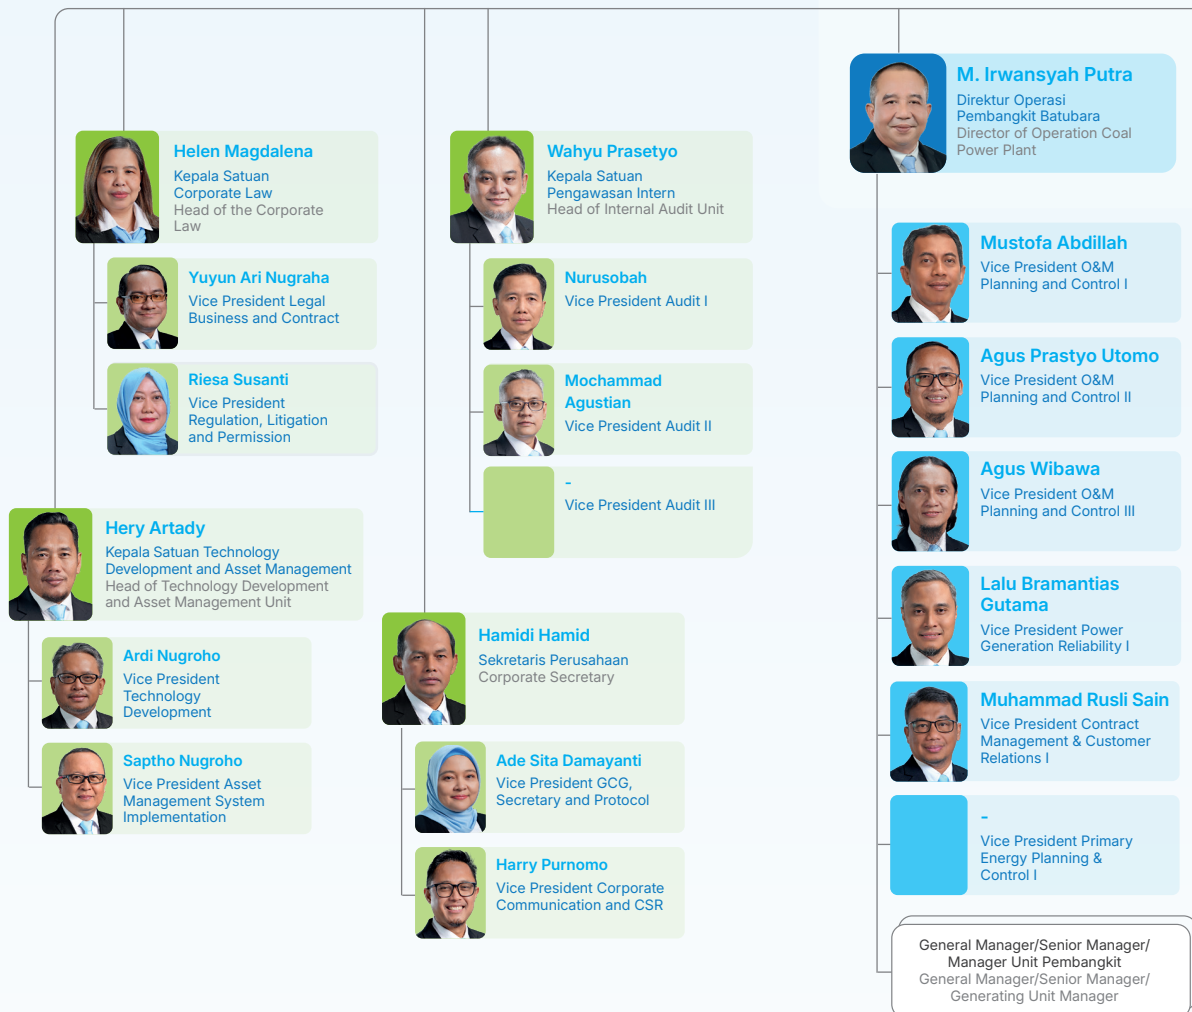 Helen Magdalena
Kepala Satuan
Corporate Law
Head of the Corporate
Law
Yuyun Ari Nugraha
Vice President Legal
Business and Contract
Riesa Susanti
Vice President
Regulation, Litigation
and Permission
Hery Artady
Kepala Satuan Technology
Development and Asset Management
Head of Technology Development
and Asset Management Unit
Ardi Nugroho
Vice President
Technology
Development
Saptho Nugroho
Vice President Asset
Management System
Implementation
Wahyu Prasetyo
Kepala Satuan
Pengawasan Intern
Head of Internal Audit Unit
Nurusobah
Vice President Audit I
Mochammad
Agustian
Vice President Audit II
-
Vice President Audit III
Hamidi Hamid
Sekretaris Perusahaan
Corporate Secretary
Ade Sita Damayanti
Vice President GCG,
Secretary and Protocol
Harry Purnomo
Vice President Corporate
Communication and CSR
M. Irwansyah Putra
Direktur Operasi
Pembangkit Batubara
Director of Operation Coal
Power Plant
Mustofa Abdillah
Vice President O&M
Planning and Control I
Agus Prastyo Utomo
Vice President O&M
Planning and Control II
Agus Wibawa
Vice President O&M
Planning and Control III
Lalu Bramantias
Gutama
Vice President Power
Generation Reliability I
Muhammad Rusli Sain
Vice President Contract
Management & Customer
Relations I
-
Vice President Primary
Energy Planning &
Control I
General Manager/Senior Manager/
Manager Unit Pembangkit
General Manager/Senior Manager/
Generating Unit Manager